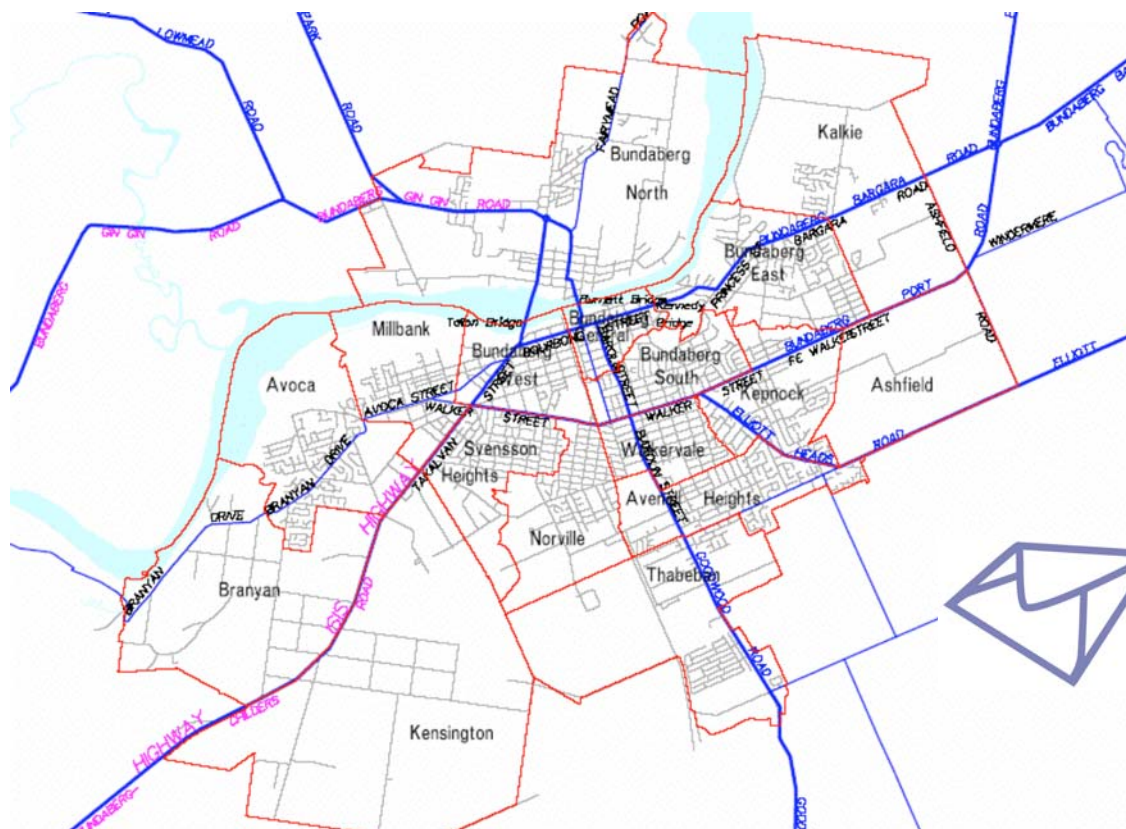 LOWMEAD
ROAD
PARK
ROAD
FAIRYMEAD
Bundaberg
North
Kalkie
BUNDABERG
ROAD
BUNDABERG
ROAD
BARGARA
ROAD
ASHFIELD
ROAD
WINDERMERE
GIN GIN
ROAD
BUNDABERG
GIN GIN
ROAD
BUNDABERG
BUNDABERG
BARGARA
Bundaberg
East
PRINCESS
PORT
BUNDABERG
FE WALKER STREET
ROAD
ELLIOTT
Burnett Bridge
Kennedy
Bridge
Tallon Bridge
Millbank
Bundaberg
Central
BOURBONG
STREET
Bundaberg
West
Bundaberg
South
Avoca
AVOCA STREET
WALKER
STREET
STREET
WALKER
STREET
Kepnock
Ashfield
ELLIOTT
HEADS
ROAD
TAKALVAN
Svensson
Heights
Walkervale
BARGLON STREET
HIGHWAY
DRIVE
BRANYAN
DRIVE
BRANYAN
Avenell
Heights
Norville
Thabeban
GOODWOOD
ROAD
Branyan
ISIS
ROAD
Kensington
HIGHWAY
CHILDERS
BUNDABERG-